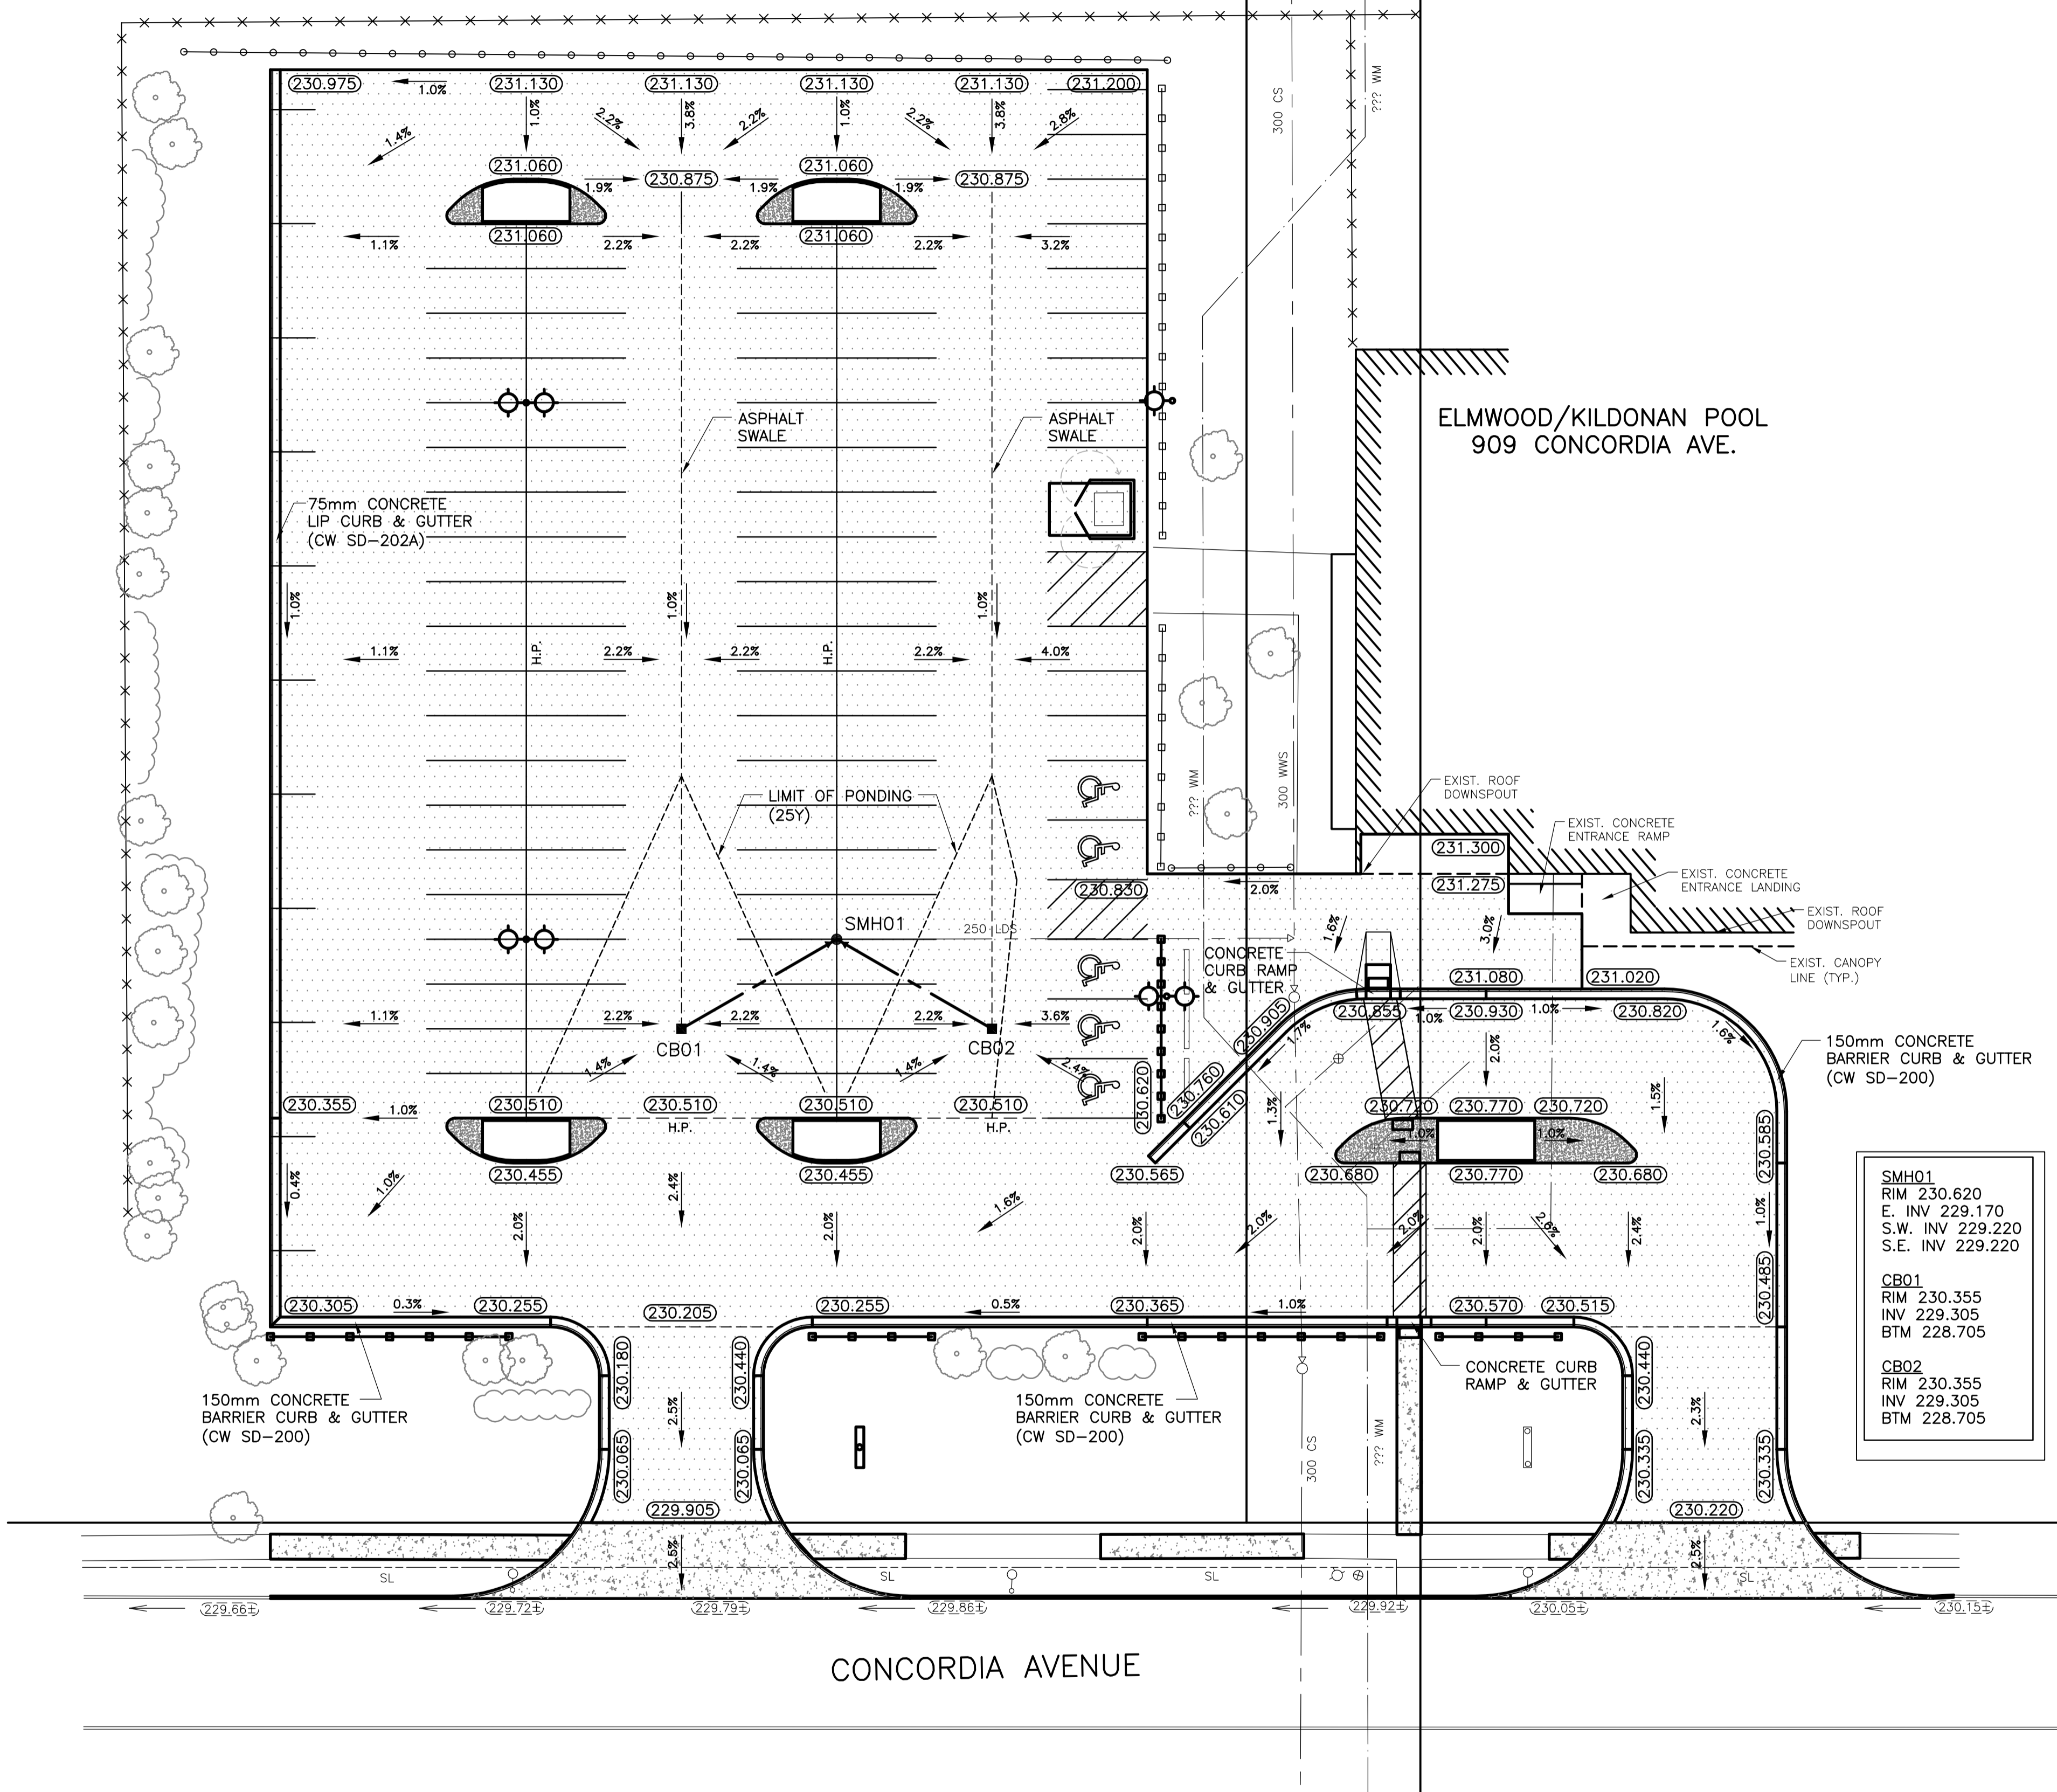 300 CS
??? WM
230.975
1.0%
231.130
231.130
231.130
231.130
231.200
1.0%
2.2%
3.8%
2.2%
1.0%
2.2%
3.8%
2.8%
1.4%
231.060
230.875
231.060
230.875
1.9%
1.9%
1.9%
231.060
231.060
1.1%
2.2%
2.2%
2.2%
3.2%
ELMWOOD/KILDONAN POOL
909 CONCORDIA AVE.
ASPHALT
SWALE
ASPHALT
SWALE
75mm CONCRETE
LIP CURB & GUTTER
(CW SD-202A)
1.0%
1.0%
1.0%
1.1%
H.P.
2.2%
2.2%
H.P.
2.2%
4.0%
??? WM
300 WWS
LIMIT OF PONDING
(25Y)
EXIST. ROOF
DOWNSPOUT
EXIST. CONCRETE
ENTRANCE RAMP
231.300
EXIST. CONCRETE
ENTRANCE LANDING
231.275
230.830
2.0%
EXIST. ROOF
DOWNSPOUT
SMH01
250 LDS
1.6%
3.0%
CONCRETE
CURB RAMP
& GUTTER
EXIST. CANOPY
LINE (TYP.)
231.080
231.020
230.905
230.855
1.0%
230.930
1.0%
230.820
1.1%
2.2%
2.2%
2.2%
3.6%
1.7%
1.6%
CB01
CB02
2.0%
150mm CONCRETE
BARRIER CURB & GUTTER
(CW SD-200)
1.4%
1.4%
1.4%
2.4%
230.620
230.760
230.610
1.3%
1.5%
230.355
1.0%
230.510
230.510
230.510
230.510
H.P.
H.P.
230.720
230.770
230.720
1.0%
1.0%
230.585
230.455
230.455
230.565
230.680
230.770
230.680
0.4%
1.0%
2.4%
1.6%
2.0%
2.0%
2.0%
2.0%
2.0%
2.0%
2.6%
2.4%
1.0%
230.485
SMH01
RIM 230.620
E. INV 229.170
S.W. INV 229.220
S.E. INV 229.220
CB01
RIM 230.355
INV 229.305
BTM 228.705
CB02
RIM 230.355
INV 229.305
BTM 228.705
230.305
0.3%
230.255
230.205
230.255
0.5%
230.365
1.0%
230.570
230.515
230.180
230.440
230.440
CONCRETE CURB
RAMP & GUTTER
150mm CONCRETE
BARRIER CURB & GUTTER
(CW SD-200)
150mm CONCRETE
BARRIER CURB & GUTTER
(CW SD-200)
2.5%
2.3%
230.065
230.065
300 CS
??? WM
230.335
230.335
229.905
230.220
2.5%
2.5%
SL
SL
SL
SL
229.66±
229.72±
229.79±
229.86±
229.92±
230.05±
230.15±
CONCORDIA AVENUE